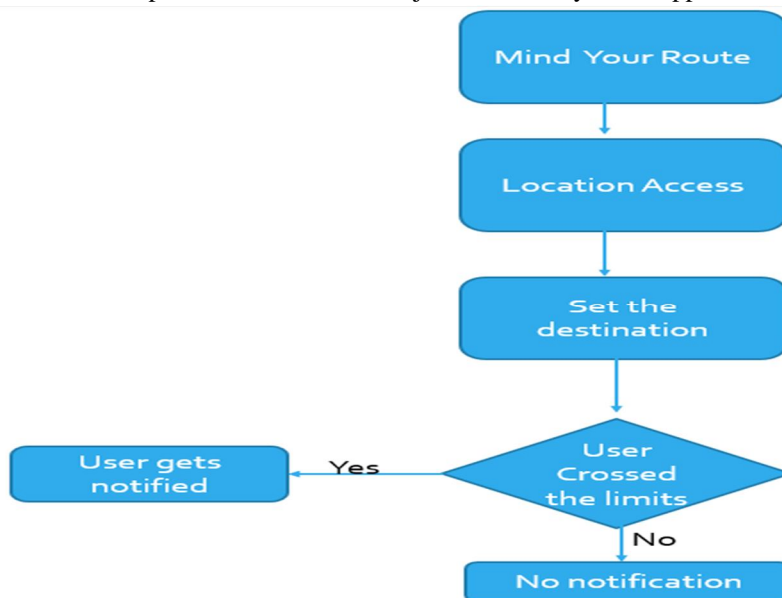 Mind Your Route
Location Access
Set the
destination
User
Crossed
the limits
Yes
User gets
notified
No
No notification